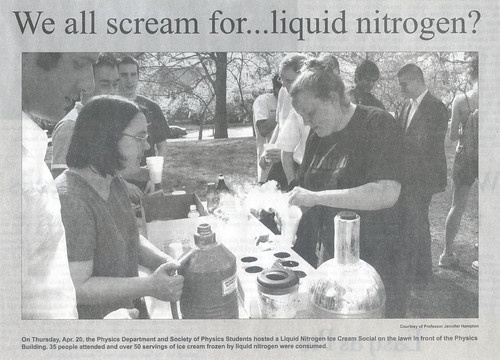 We all scream for...liquid nitrogen?
Courtesy of Professor Jennifer Hampton
On Thursday, Apr. 20, the Physics Department and Society of Physics Students hosted a Liquid Nitrogen Ice Cream Social on the lawn in front of the Physics
Building. 35 people attended and over 50 servings of ice cream frozen by liquid nitrogen were consumed.